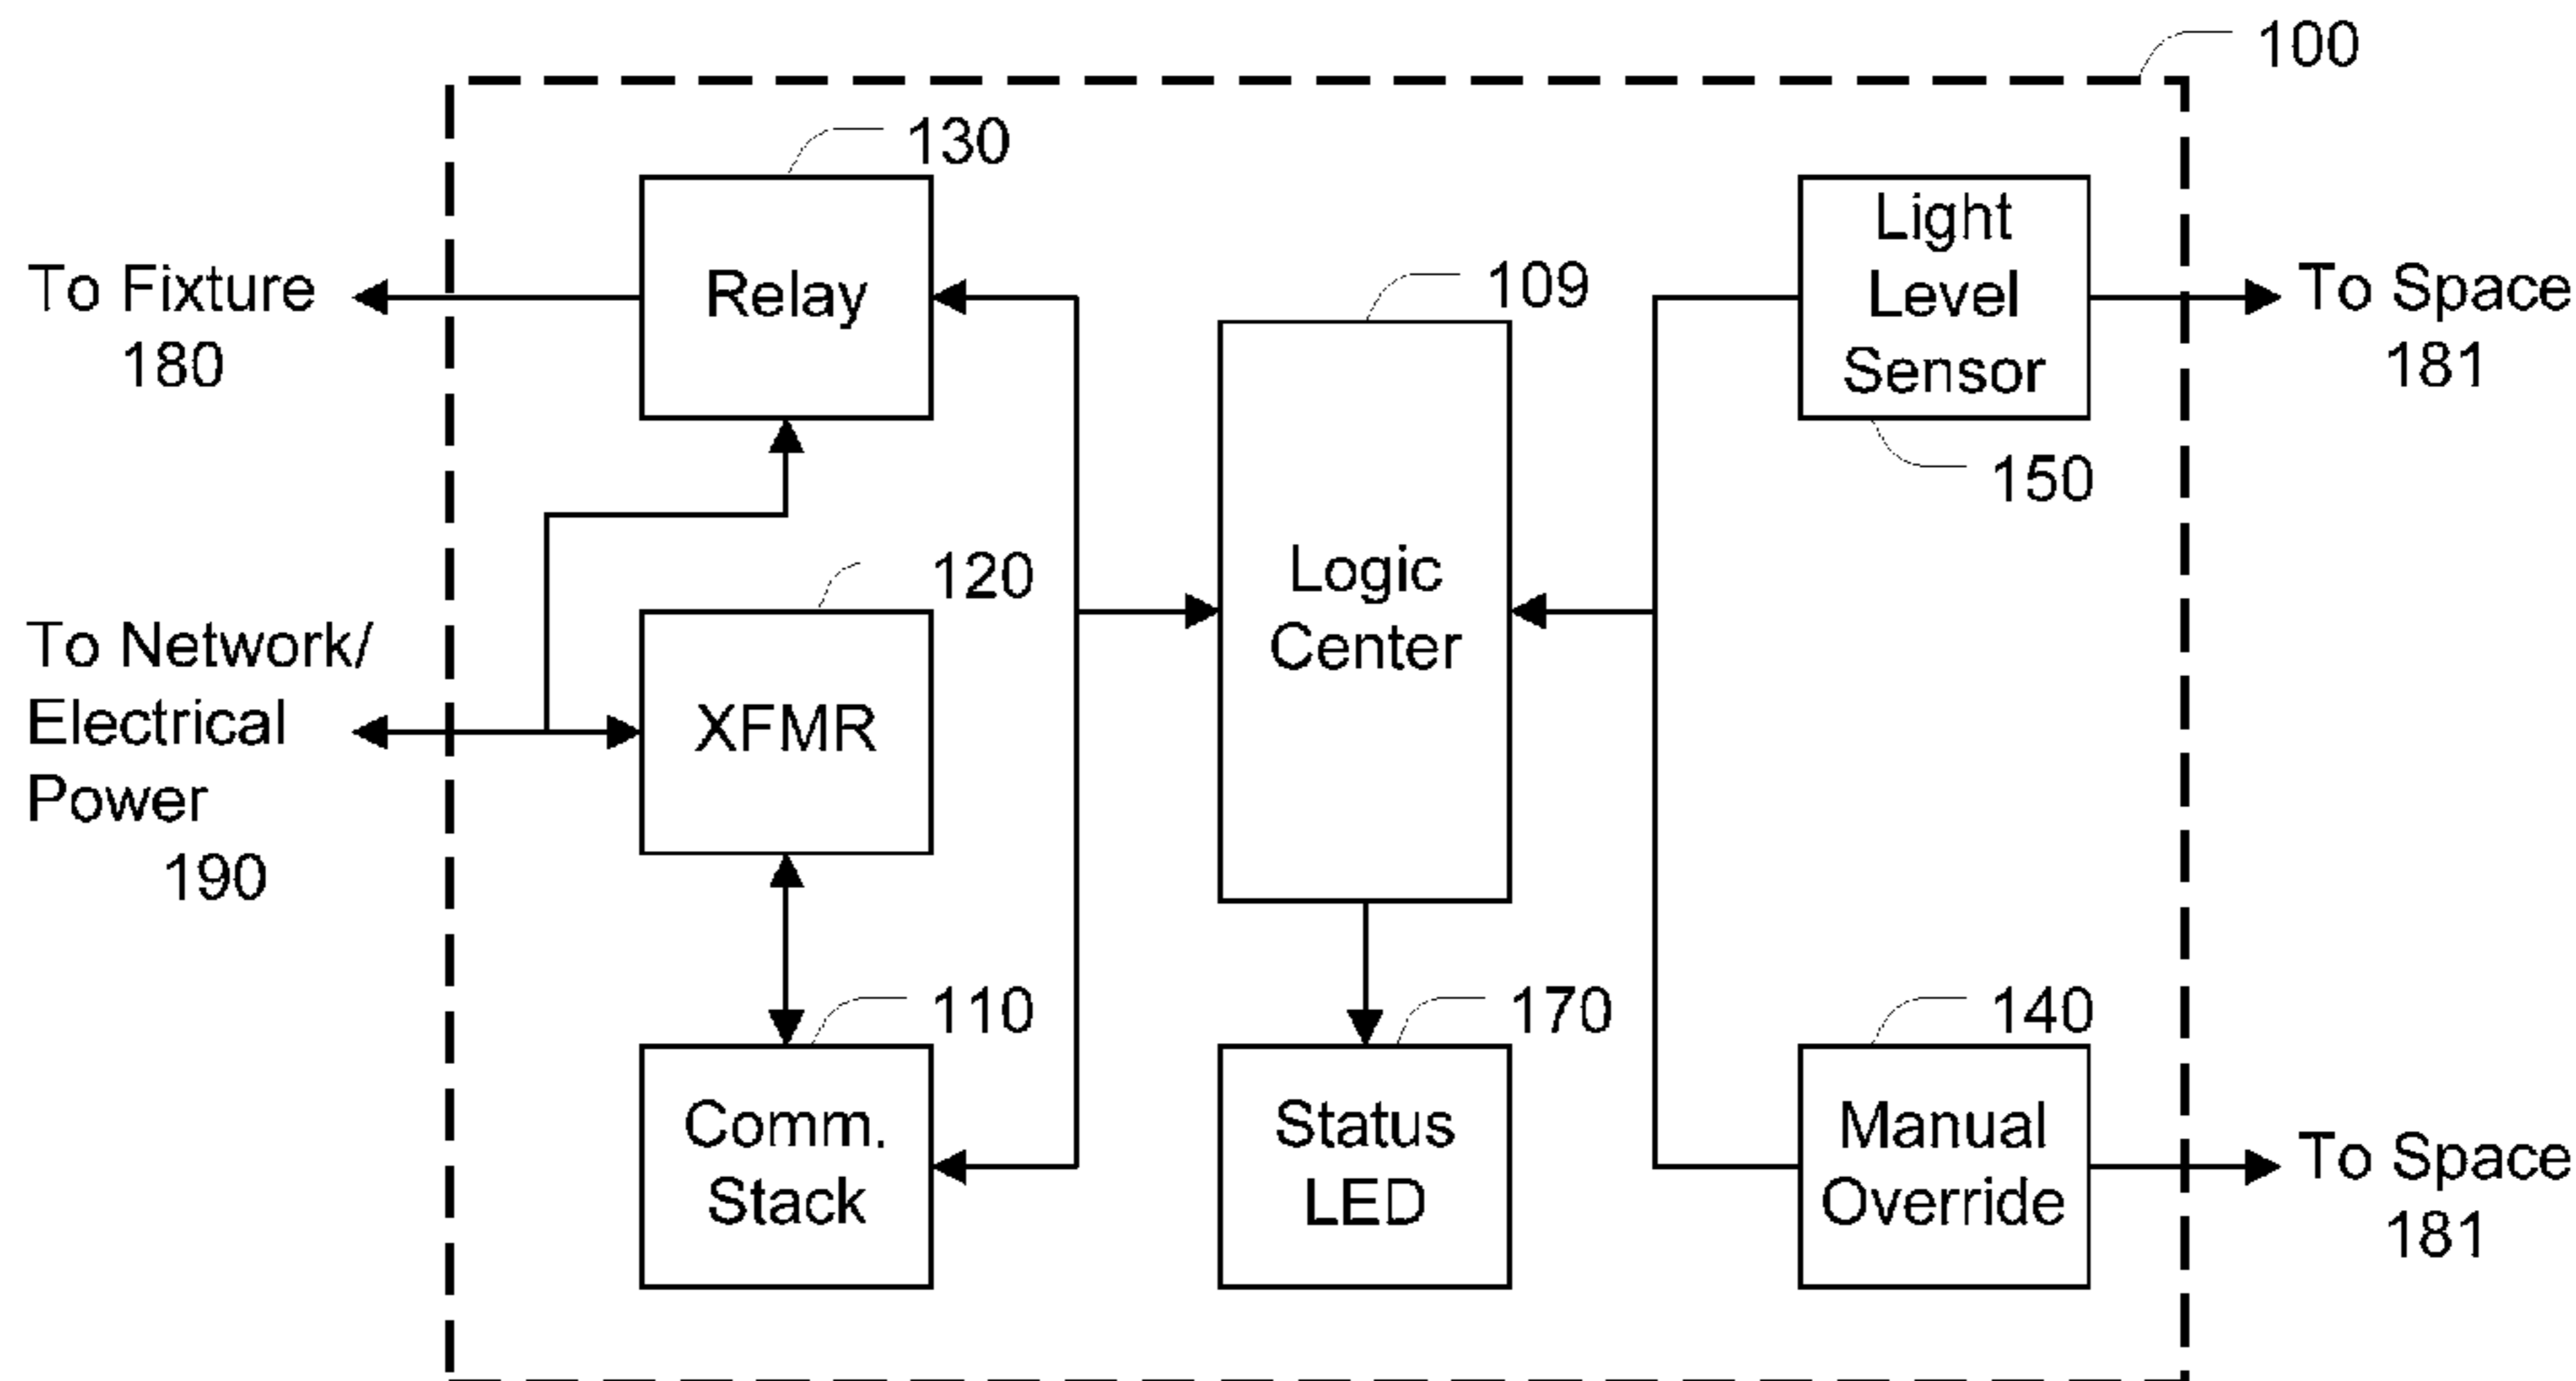 100
130
Relay
To Fixture
180
109
Logic
Center
Light
Level
Sensor
150
To Space
181
120
XFMR
To Network/
Electrical
Power
190
110
Comm.
Stack
170
Status
LED
140
Manual
Override
To Space
181